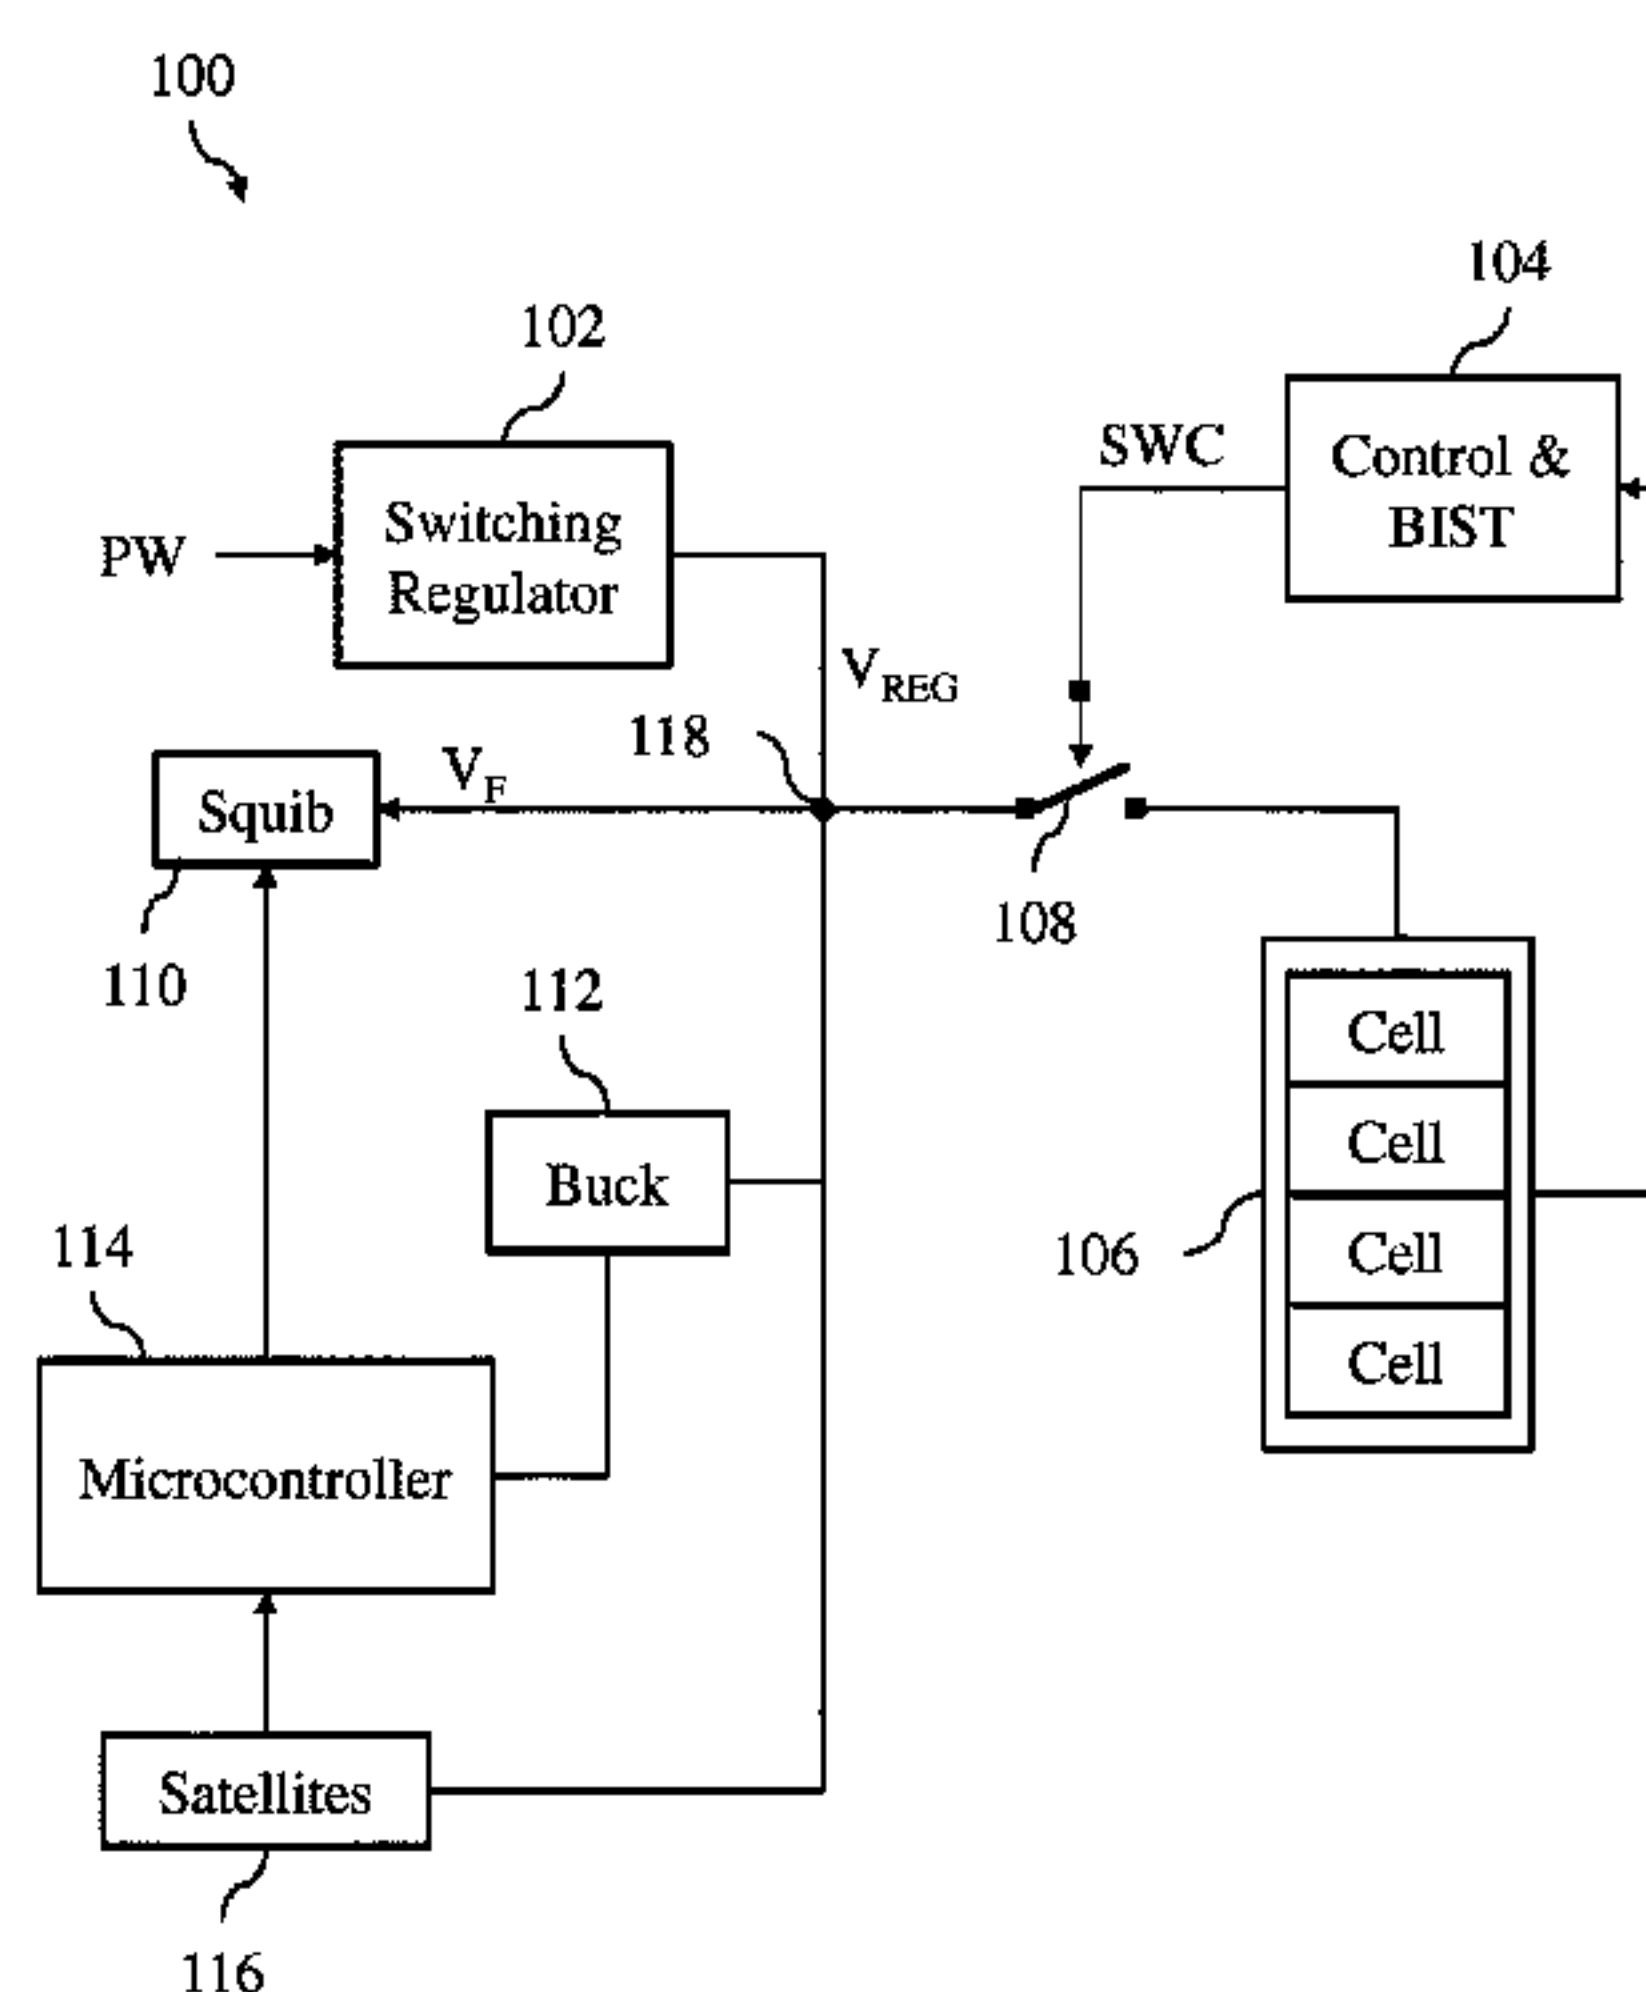 100
104
102
SWC
Control &
BIST
PW
Switching
Regulator
VREG
118
VF
Squib
108
110
112
Cell
Cell
Buck
106
Cell
114
Cell
Microcontroller
Satellites
116